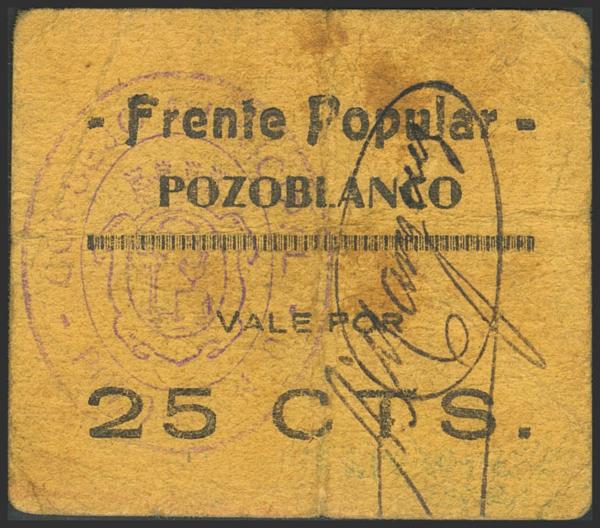 - Frente Popular -
POZOBLANCO
VALE POR
25 CTS.